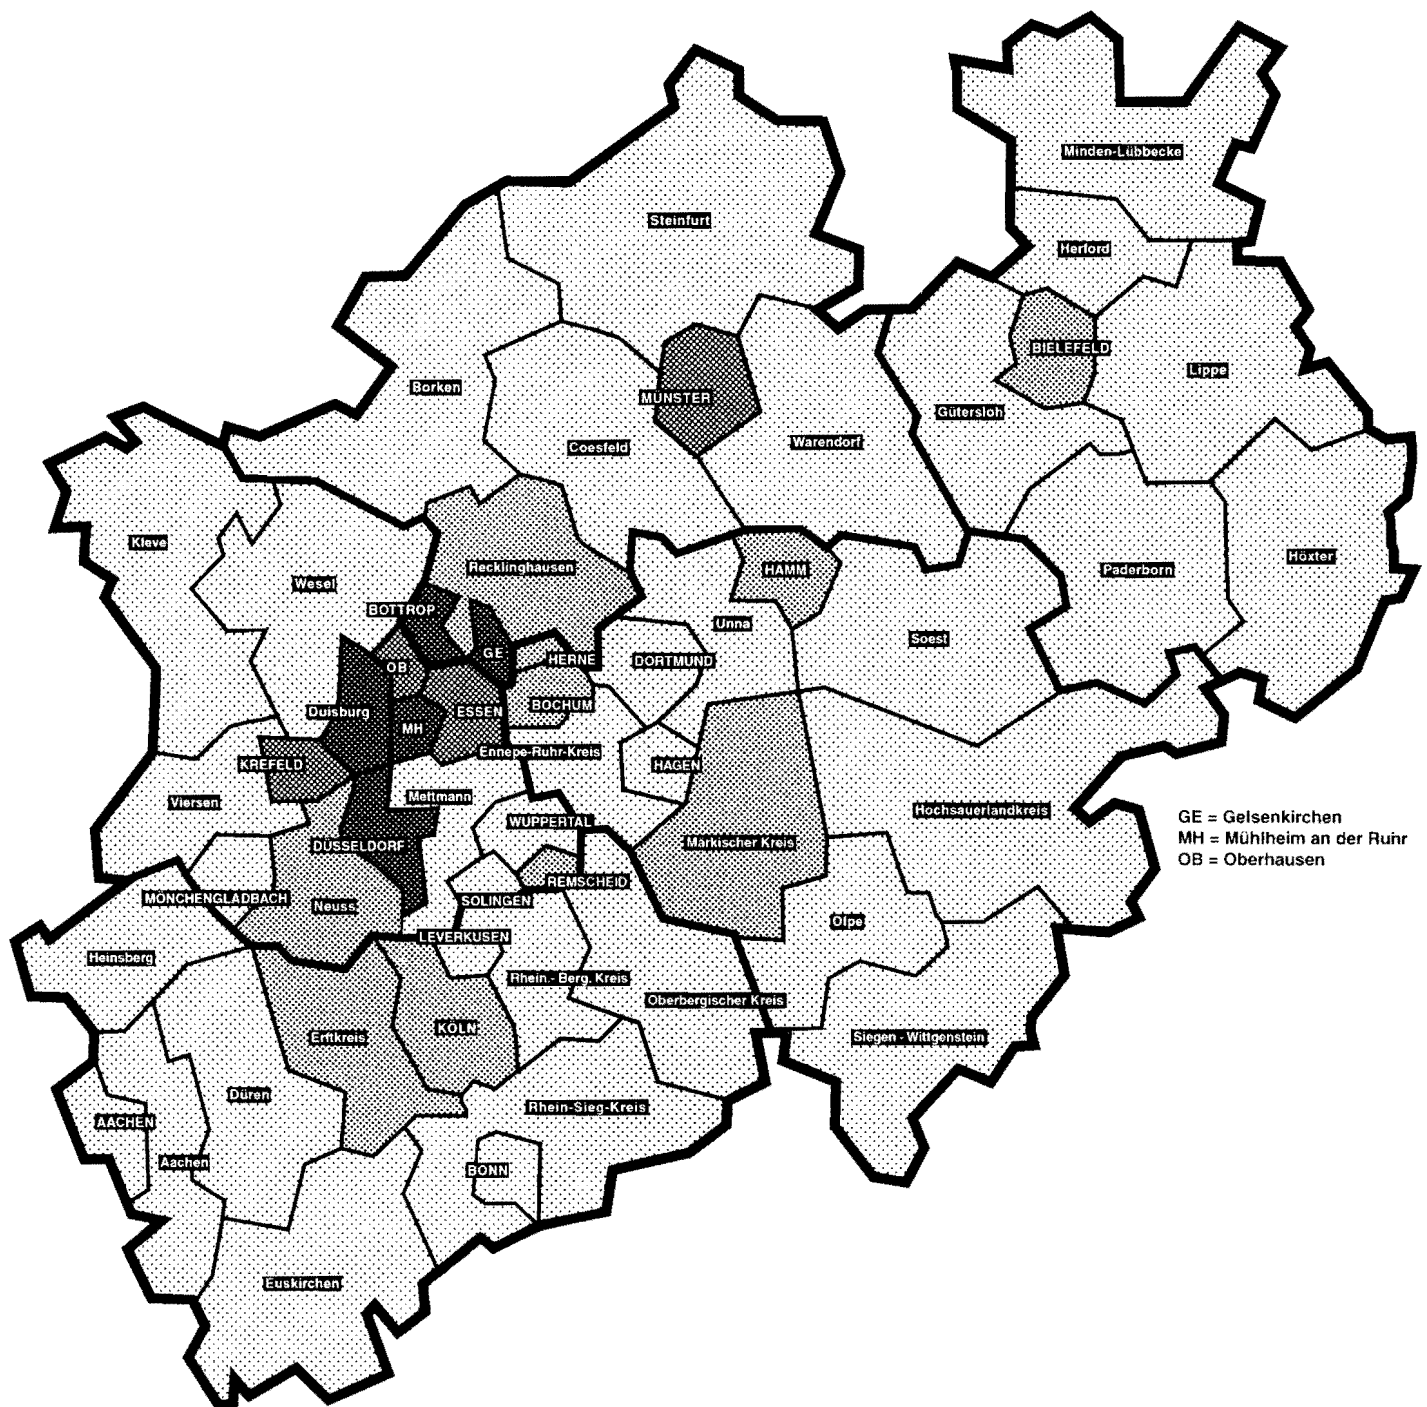 Minden-Lübbecke
Steinfurt
Herford
BIELEFELD
Lippe
Borken
MÜNSTER
Gütersloh
Coesfeld
Warendorf
Kleve
Höxter
Recklinghausen
HAMM
Paderborn
Wesel
BOTTROP
Unna
Soest
GE
HERNE
DORTMUND
OB
Duisburg
ESSEN
BOCHUM
MH
Ennepe-Ruhr-Kreis
KREFELD
HAGEN
Viersen
Mettmann
Hochsauerlandkreis
GE = Gelsenkirchen
MH = Mühlheim an der Ruhr
OB = Oberhausen
WUPPERTAL
DÜSSELDORF
Märkischer Kreis
REMSCHEID
MÖNCHENGLADBACH
Neuss
SOLINGEN
Olpe
LEVERKUSEN
Heinsberg
Rhein.- Berg. Kreis
Oberbergischer Kreis
Erftkreis
KÖLN
Siegen - Wittgenstein
Düren
Rhein-Sieg-Kreis
AACHEN
Aachen
BONN
Euskirchen